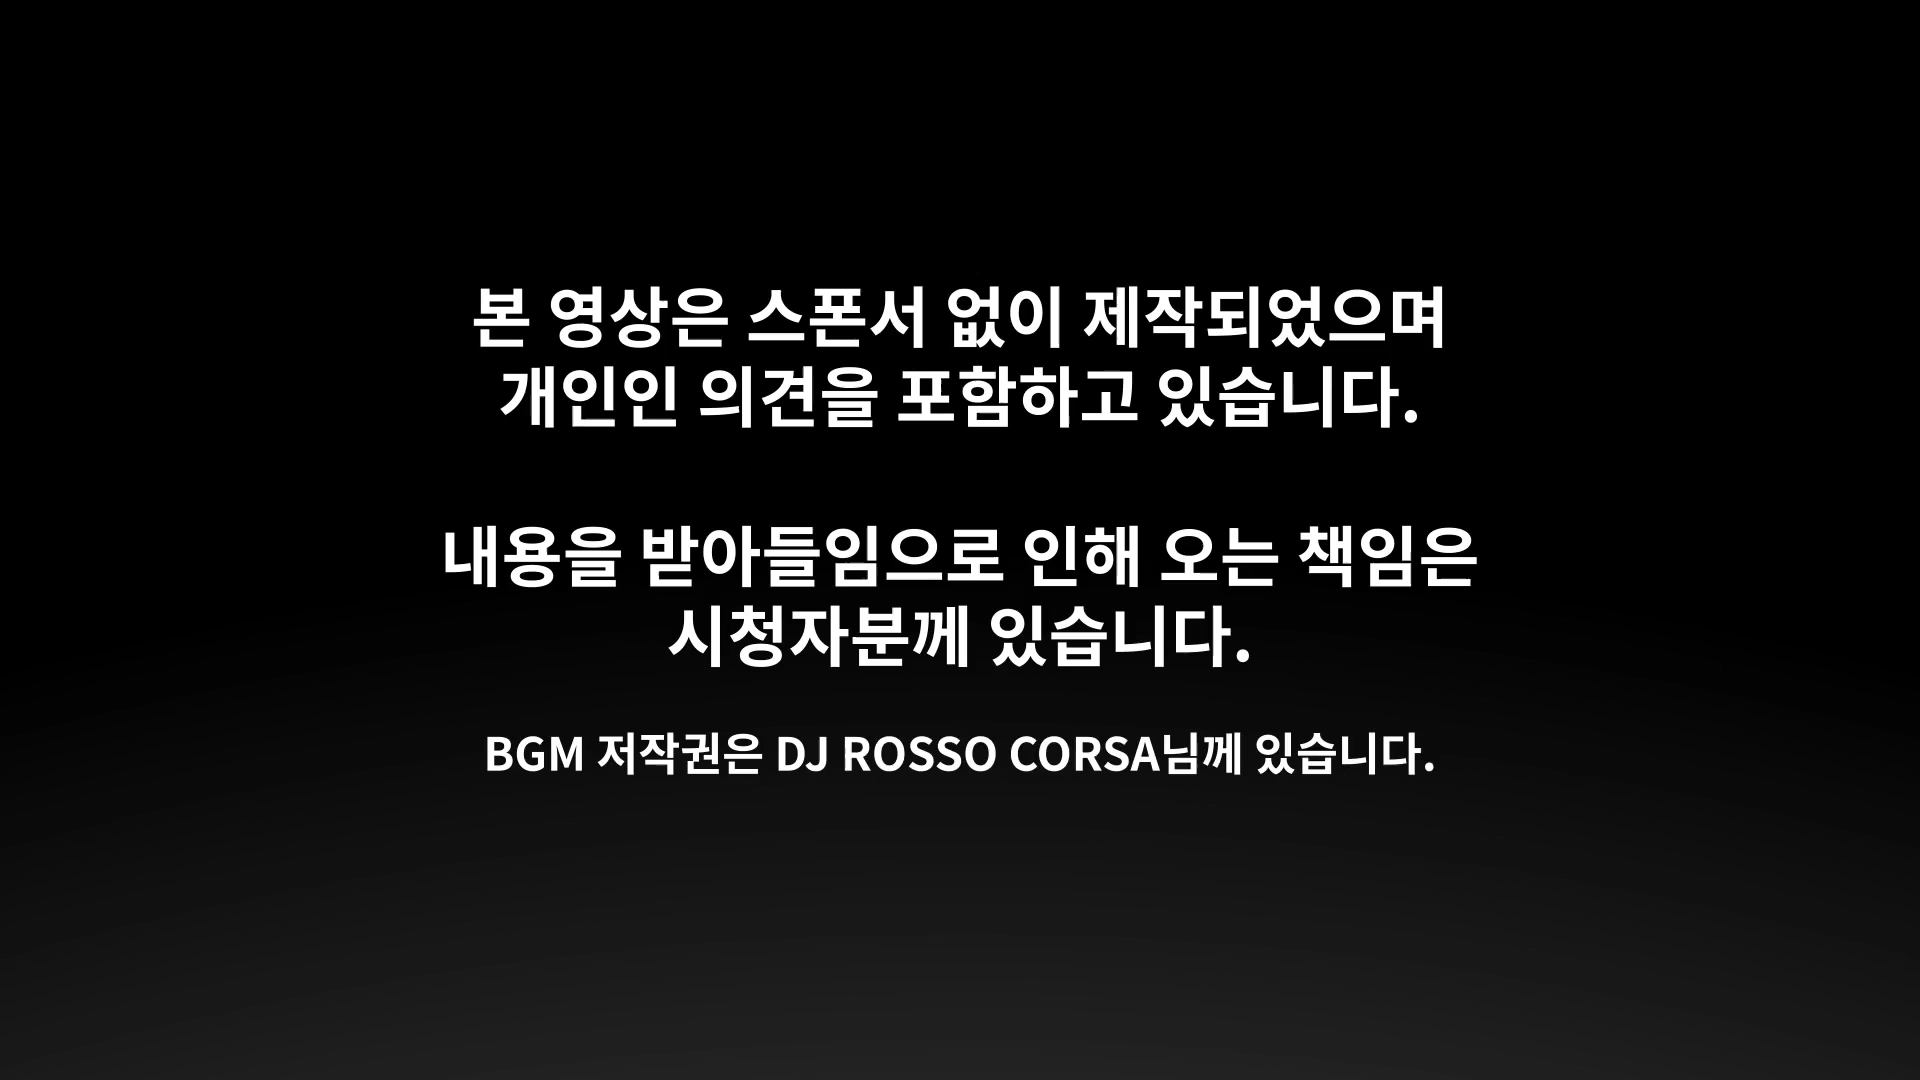 본 영상은 스폰서 없이 제작되었으며
개인인 의견을 포함하고 있습니다.
내용을 받아들임으로 인해 오는 책임은
시청자분께 있습니다.
BGM 저작권은 DJ ROSSO CORSA님께 있습니다.